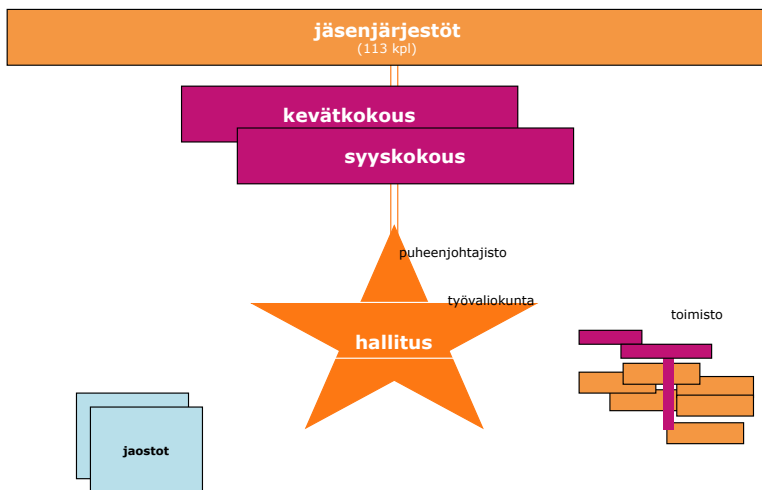 jäsenjärjestöt
(113 kpl)
kevätkokous
syyskokous
puheenjohtajisto
työvaliokunta
toimisto
hallitus
jaostot